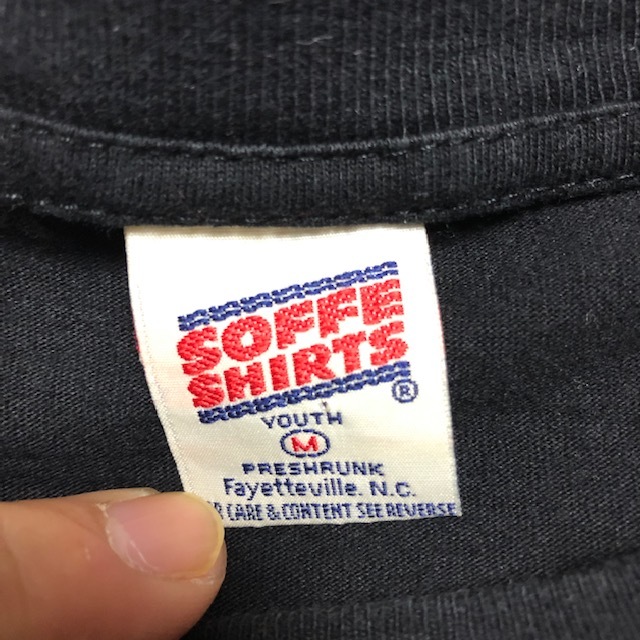 SOFFE
SHIRTS
®
YOUTH
M
PRESHRUNK
Fayetteville, N.C.
CARE & CONTENT SEE REVERSE